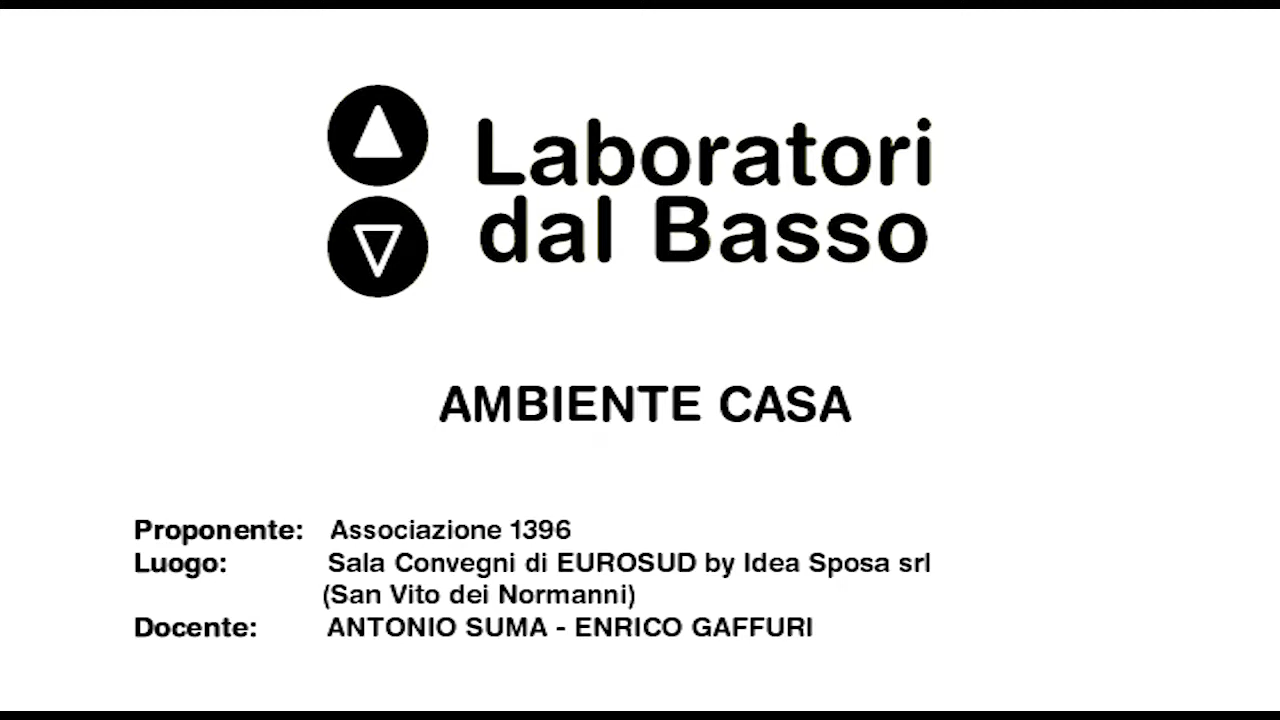 Laboratori
dal Basso
AMBIENTE CASA
Proponente: Associazione 1396
Luogo: Sala Convegni di EUROSUD by Idea Sposa srl
(San Vito dei Normanni)
Docente: ANTONIO SUMA - ENRICO GAFFURI